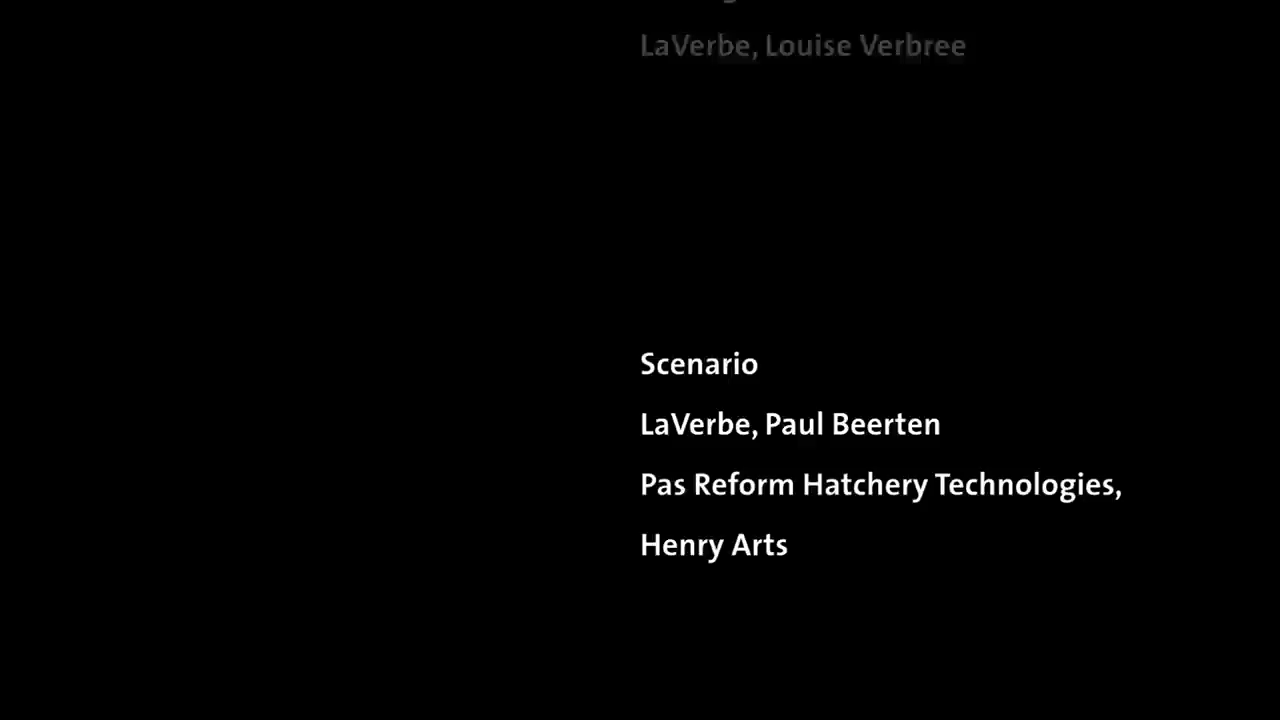 LaVerbe, Louise Verbree
Scenario
LaVerbe, Paul Beerten
Pas Reform Hatchery Technologies,
Henry Arts